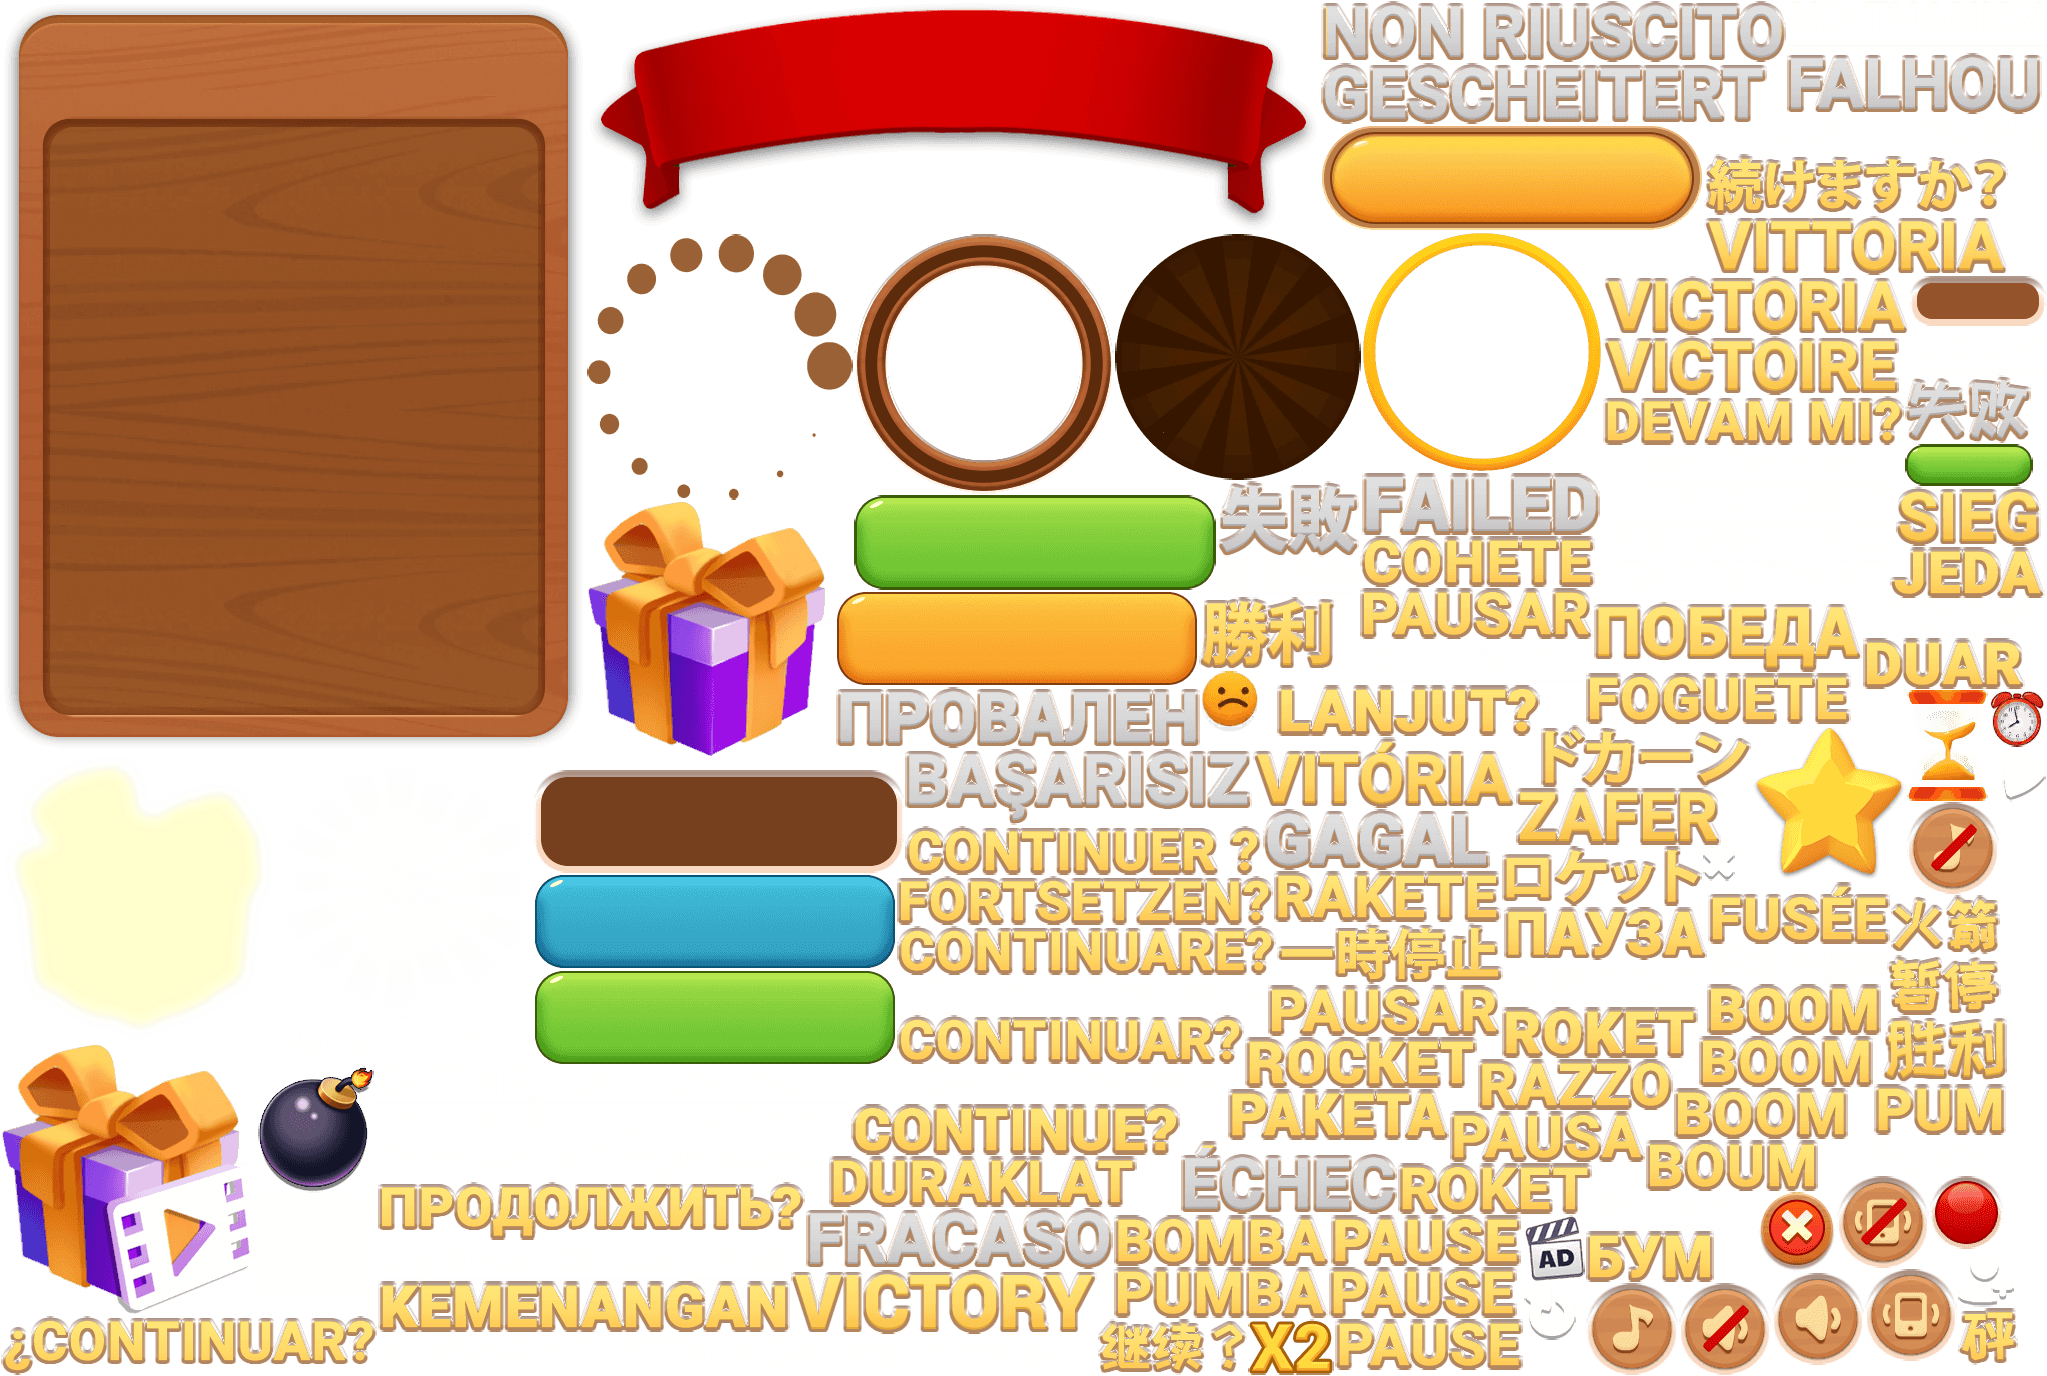 NON RIUSCITO
GESCHEITERT
FALHOU
続けますか?
VITTORIA
VICTORIA
VICTOIRE
DEVAM MI?
失败
SIEG
JEDA
失敗
FAILED
COHETE
PAUSAR
勝利
ПОБЕДА
DUAR
FOGUETE
ПРОВАЛЕН
LANJUT?
ドカーン
BAŞARISIZ
VITÓRIA
ZAFER
CONTINUER ?
GAGAL
ロケット
FORTSETZEN?
RAKETE
ПАУЗА
FUSÉE
火箭
CONTINUARE?
一時停止
暂停
PAUSAR
ROKET
BOOM
CONTINUAR?
ROCKET
RAZZO
BOOM
胜利
CONTINUE?
РАКЕТА
PAUSA
BOOM
PUM
DURAKLAT
ÉCHEC
ROKET
BOUM
ПРОДОЛЖИТЬ?
FRACASO
BOMBA
PAUSE
AD
БУМ
KEMENANGAN
VICTORY
PUMBA
PAUSE
¿CONTINUAR?
继续？
X2
PAUSE
砰